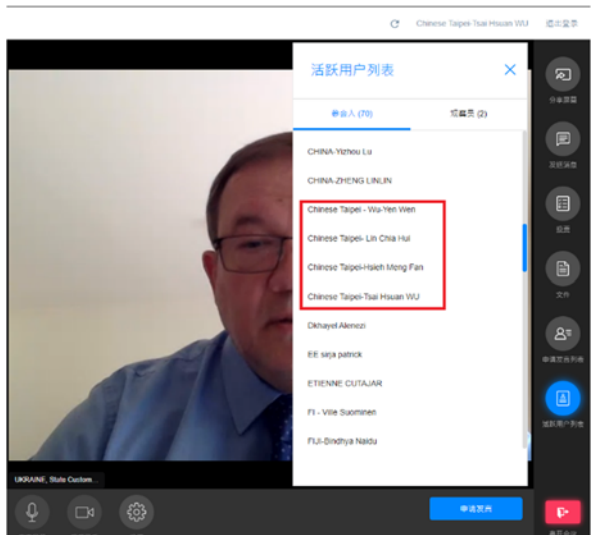 Chinese Taipei-Tsai Hsuan WU 退出登录
活跃用户列表
参会人 (70) 观察员 (2)
CHINA-Yizhou Lu
CHINA-ZHENG LINLIN
Chinese Taipei - Wu-Yen Wen
Chinese Taipei- Lin Chia Hui
Chinese Taipei-Hsieh Meng Fan
Chinese Taipei-Tsai Hsuan WU
Dkhayel Alenezi
EE sirja patrick
ETIENNE CUTAJAR
FI - Ville Suominen
FIJI-Bindhya Naidu
分享屏幕
发送消息
投票
文件
申请发言列表
活跃用户列表
UKRAINE, State Custom...
申请发言